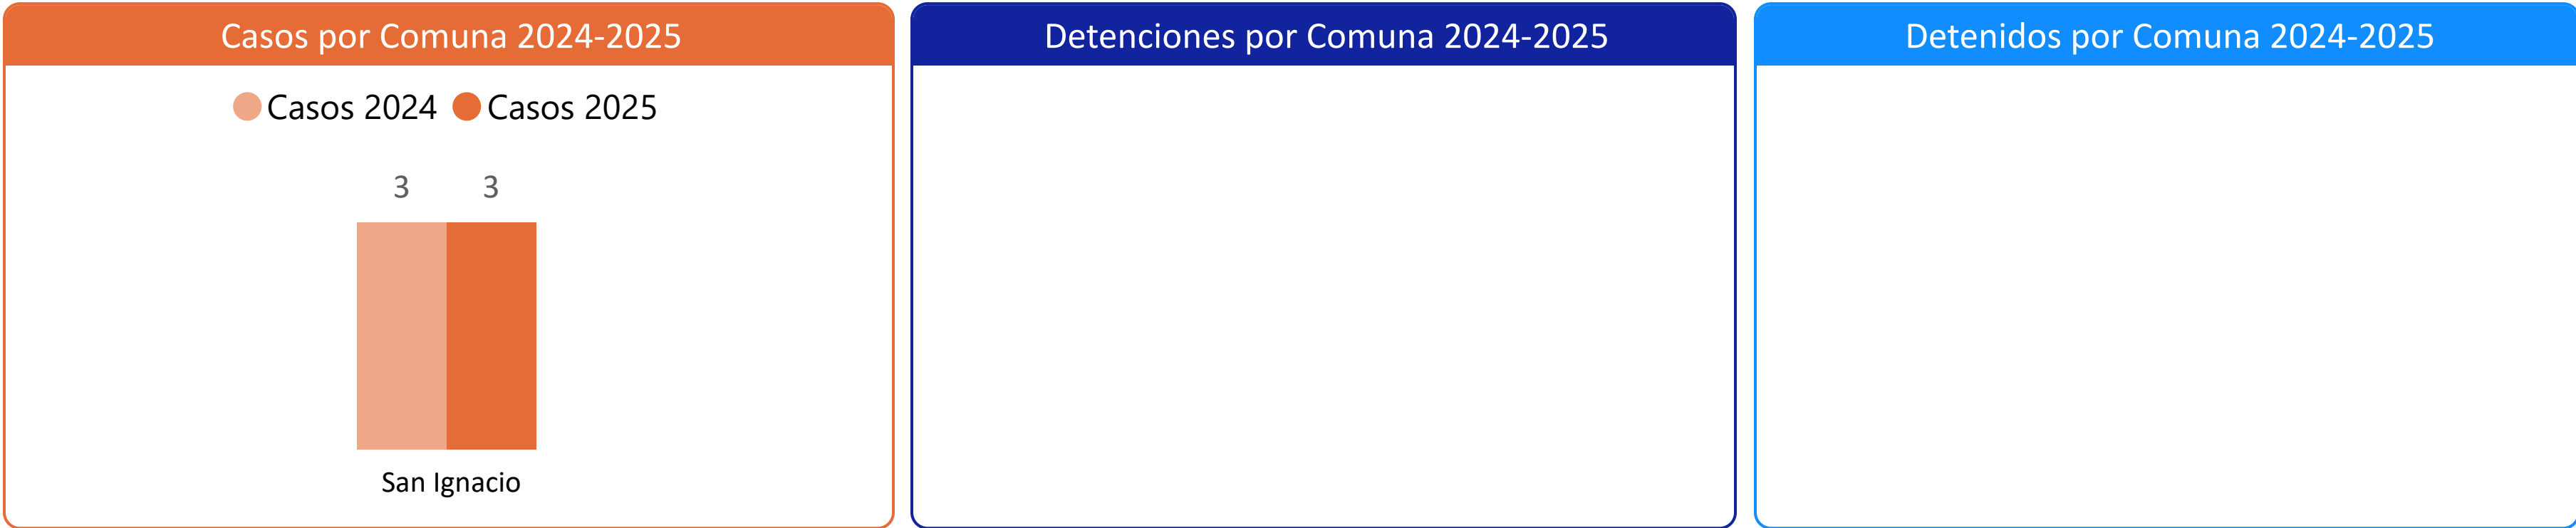 Casos por Comuna 2024-2025
Casos 2024 Casos 2025
3 3
San Ignacio
Detenciones por Comuna 2024-2025
Detenidos por Comuna 2024-2025